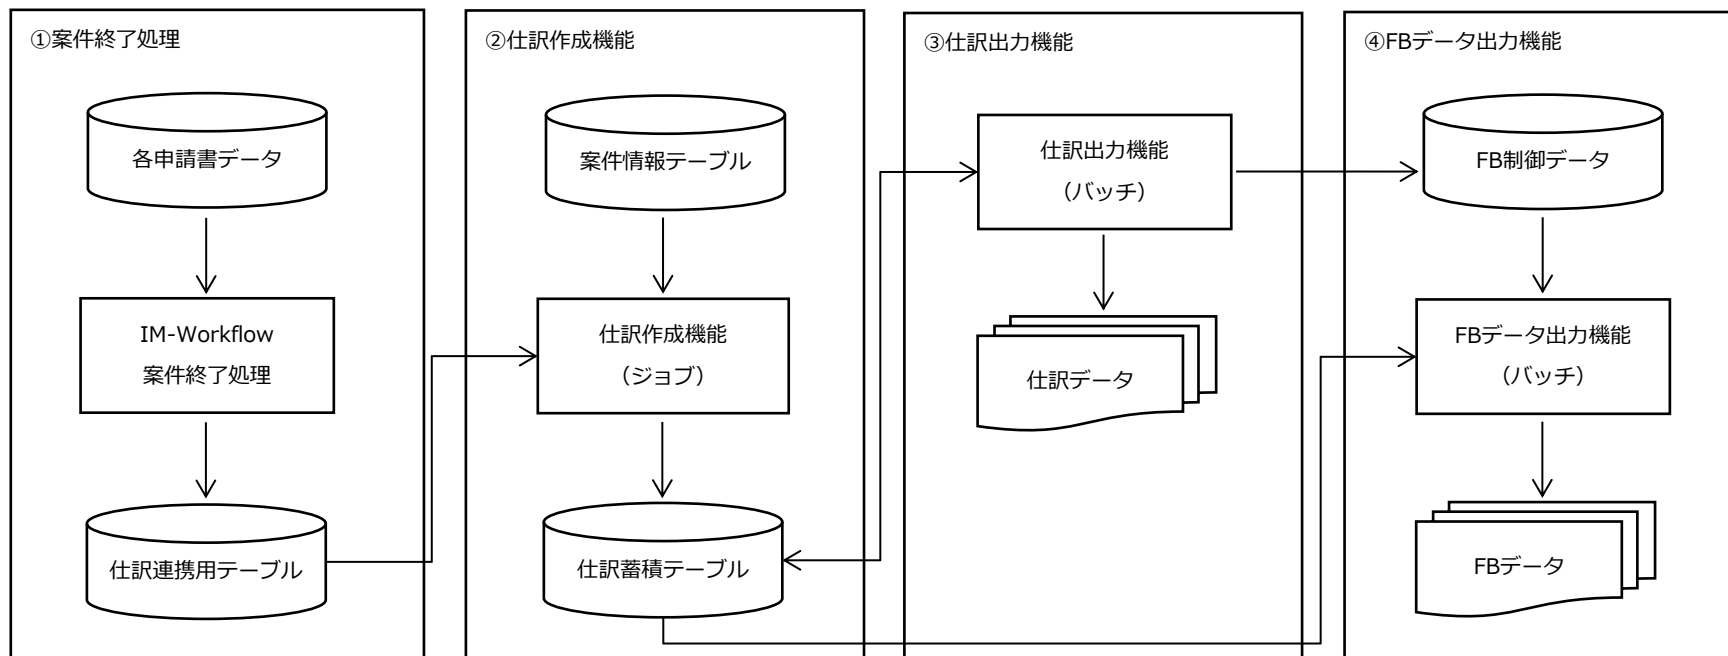 ①案件終了処理
各申請書データ
IM-Workflow
案件終了処理
仕訳連携用テーブル
②仕訳作成機能
案件情報テーブル
仕訳作成機能
（ジョブ）
仕訳蓄積テーブル
③仕訳出力機能
仕訳出力機能
（バッチ）
仕訳データ
④FBデータ出力機能
FB制御データ
FBデータ出力機能
（バッチ）
FBデータ